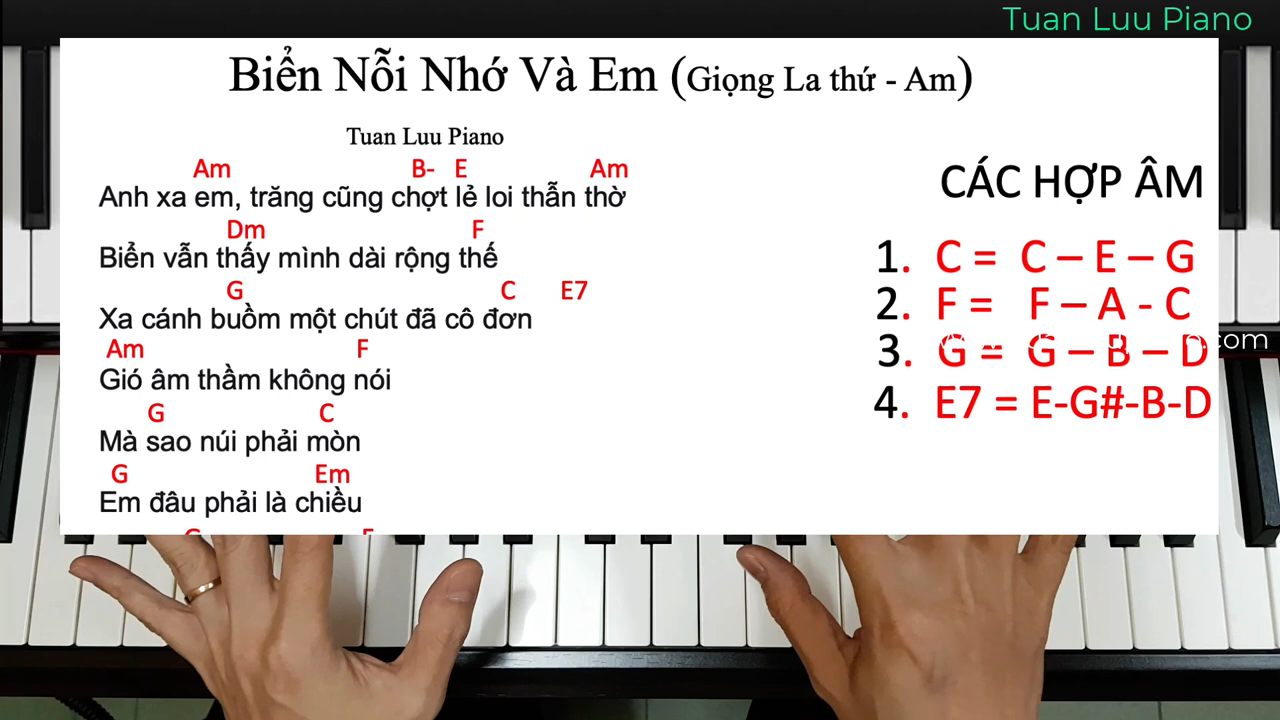 Tuan Luu Piano
Biển Nỗi Nhớ Và Em (Giọng La thứ - Am)
Tuan Luu Piano
Am B- E Am
Anh xa em, trăng cũng chợt lẻ loi thẫn thờ
Dm F
Biển vẫn thấy mình dài rộng thế
G C E7
Xa cánh buồm một chút đã cô đơn
Am F
Gió âm thầm không nói
G C
Mà sao núi phải mòn
G Em
Em đâu phải là chiều
CÁC HỢP ÂM
1. C = C – E – G
2. F = F – A - C
3. G = G – B – D
4. E7 = E-G#-B-D